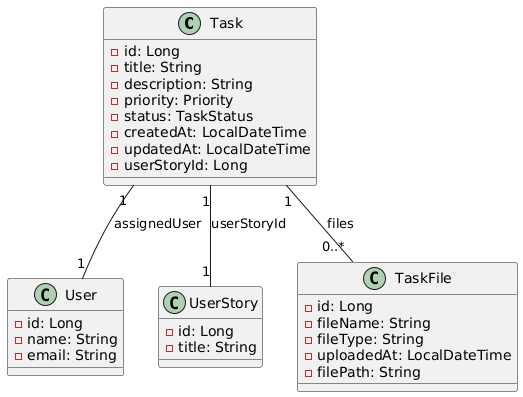 C Task
id: Long
title: String
description: String
priority: Priority
status: TaskStatus
createdAt: LocalDateTime
updatedAt: LocalDateTime
userStoryId: Long
1 1 1
assignedUser userStoryId files
1 1 0..*
C User
id: Long
name: String
email: String
C UserStory
id: Long
title: String
C TaskFile
id: Long
fileName: String
fileType: String
uploadedAt: LocalDateTime
filePath: String